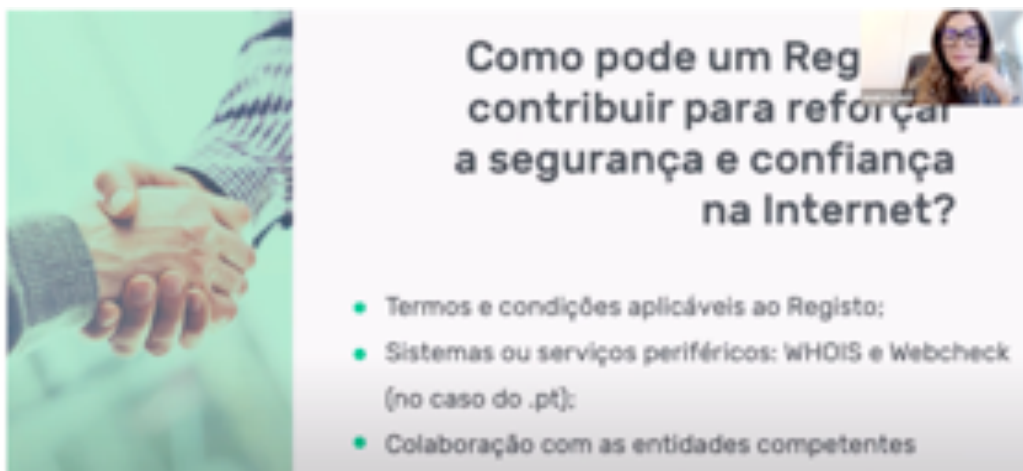 Como pode um Reg
contribuir para reforçar
a segurança e confiança
na Internet?
Termos e condições aplicáveis ao Registo;
Sistemas ou serviços periféricos: WHOIS e Webcheck
(no caso do .pt);
Colaboração com as entidades competentes